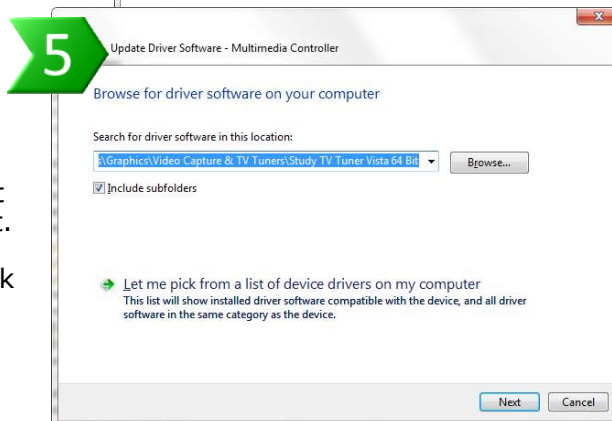 5
Update Driver Software - Multimedia Controller
Browse for driver software on your computer
Search for driver software in this location:
s\Graphics\Video Capture & TV Tuners\Study TV Tuner Vista 64 Bit
Browse...
Include subfolders
t.
k
Let me pick from a list of device drivers on my computer
This list will show installed driver software compatible with the device, and all driver
software in the same category as the device.
Next Cancel